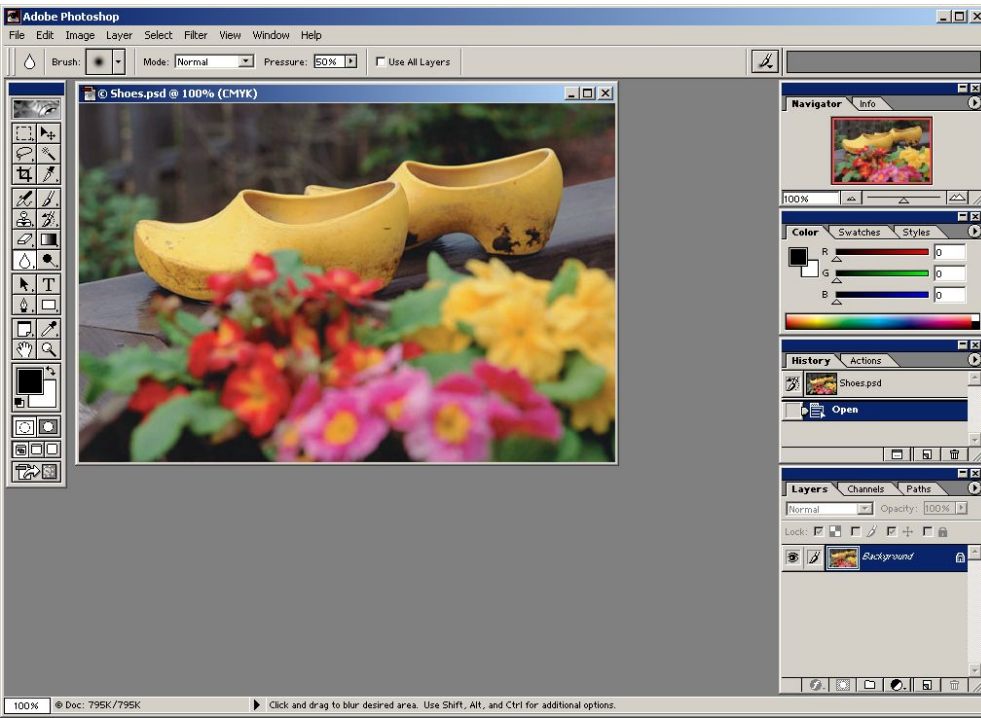 Adobe Photoshop
File Edit Image Layer Select Filter View Window Help
Brush: Mode: Normal Pressure: 50% Use All Layers
© Shoes.psd @ 100% (CMYK)
Navigator Info
100%
Color Swatches Styles
R 0
G 0
B 0
T
History Actions
Shoes.psd
Open
Layers Channels Paths
Normal Opacity: 100%
Lock:
Background
100% © Doc: 795K/795K Click and drag to blur desired area. Use Shift, Alt, and Ctrl for additional options.